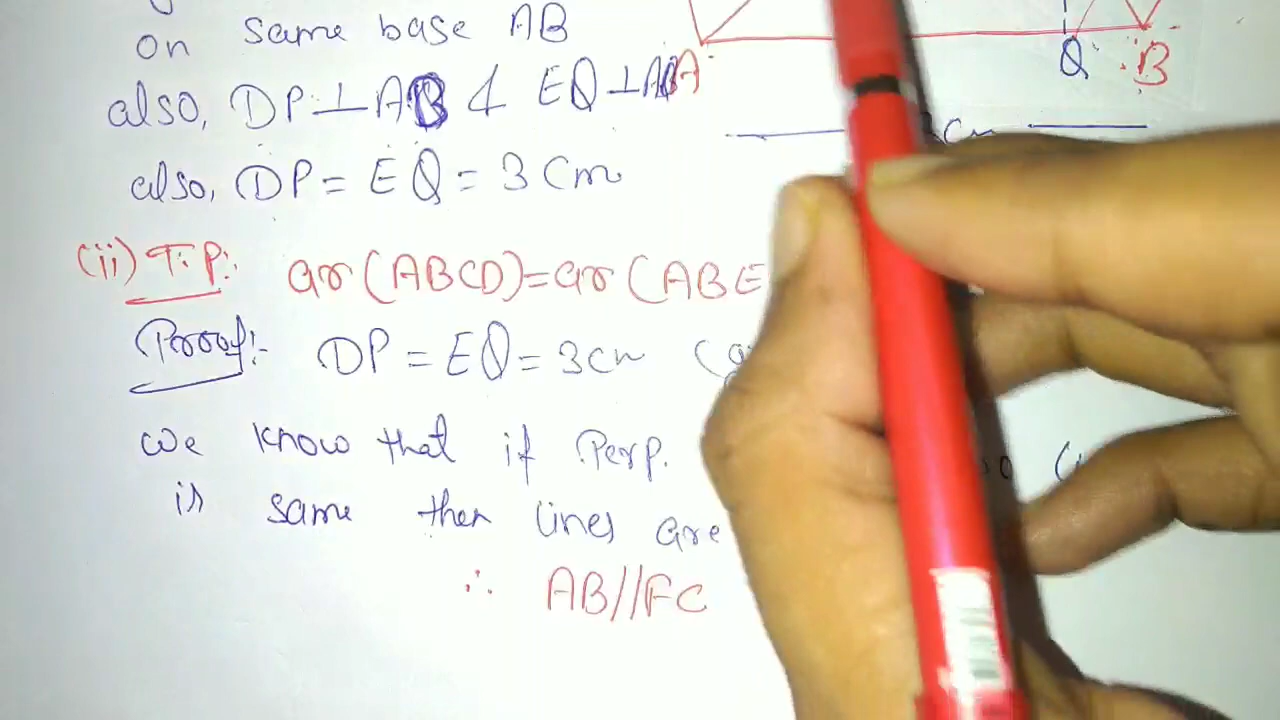 on same base AB
also, DP⊥AB & EQ⊥A
also, DP = EQ = 3 Cm
(ii) T.P:. ar(ABCD)=ar(ABE
Proof:- DP = EQ = 3cm
we know that if Perp.
is same then lines are
∴ AB//FC
Q B
cm